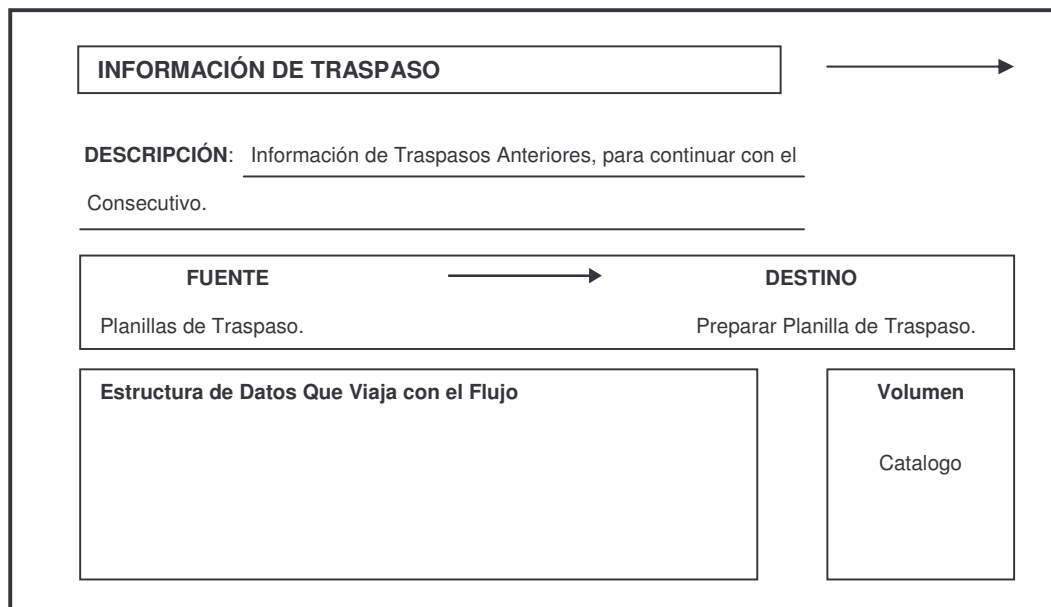 INFORMACIÓN DE TRASPASO
DESCRIPCIÓN: Información de Traspasos Anteriores, para continuar con el
Consecutivo.
FUENTE DESTINO
Planillas de Traspaso. Preparar Planilla de Traspaso.
Estructura de Datos Que Viaja con el Flujo Volumen
Catalogo